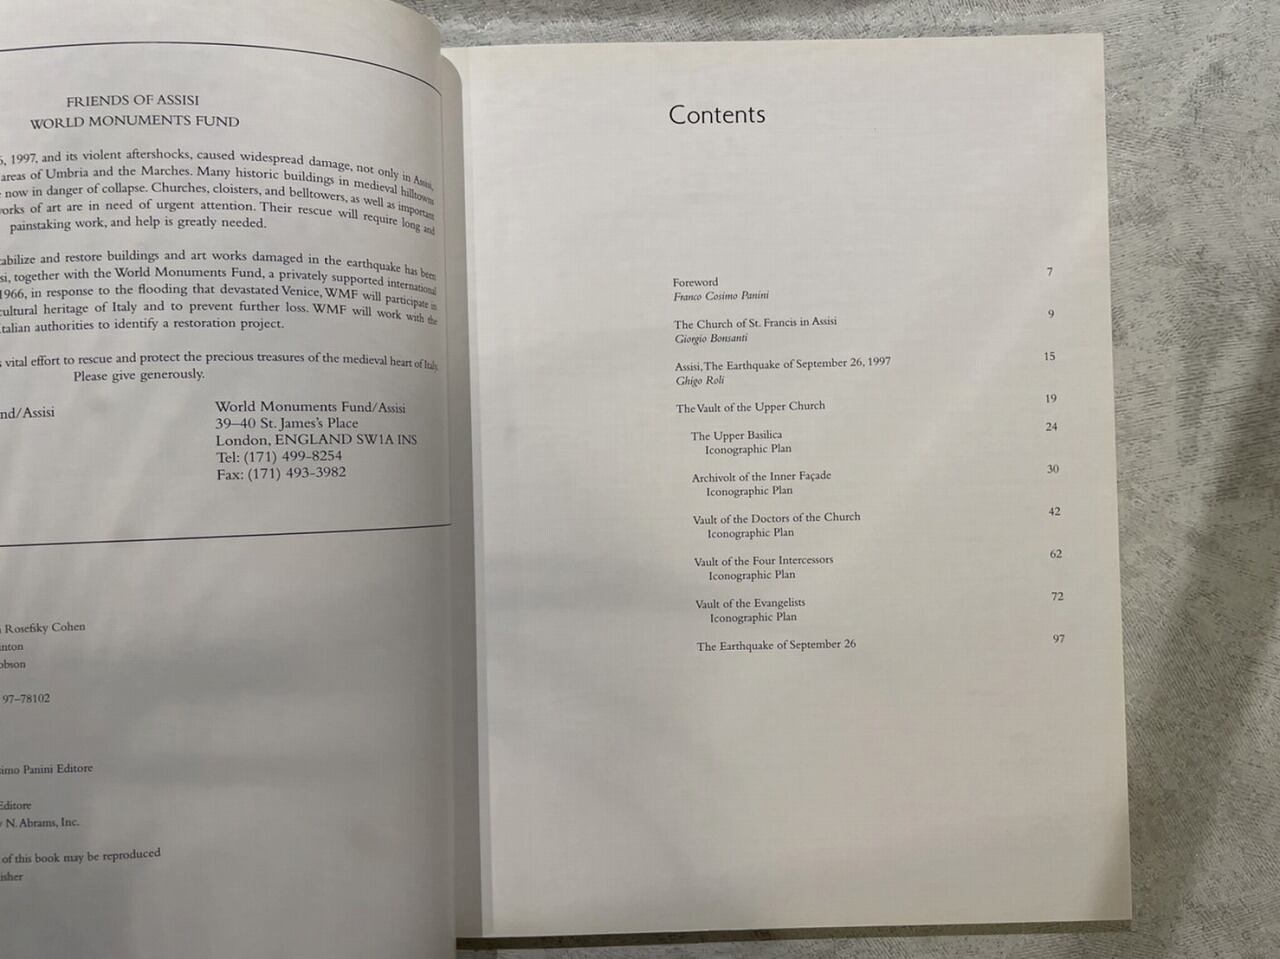 FRIENDS OF ASSISI
WORLD MONUMENTS FUND
, 1997, and its violent aftershocks, caused widespread damage, not only in Assisi,
areas of Umbria and the Marches. Many historic buildings in medieval hilltowns
now in danger of collapse. Churches, cloisters, and belltowers, as well as important
works of art are in need of urgent attention. Their rescue will require long and
painstaking work, and help is greatly needed.
abilize and restore buildings and art works damaged in the earthquake has been
si, together with the World Monuments Fund, a privately supported international
1966, in response to the flooding that devastated Venice, WMF will participate in
cultural heritage of Italy and to prevent further loss. WMF will work with the
talian authorities to identify a restoration project.
vital effort to rescue and protect the precious treasures of the medieval heart of Italy.
Please give generously.
nd/Assisi
World Monuments Fund/Assisi
39–40 St. James's Place
London, ENGLAND SW1A INS
Tel: (171) 499-8254
Fax: (171) 493-3982
Rosefiky Cohen
inton
obson
97–78102
simo Panini Editore
Editore
N. Abrams, Inc.
of this book may be reproduced
isher
Contents
Foreword 7
Franco Cosimo Panini
The Church of St. Francis in Assisi 9
Giorgio Bonsanti
Assisi, The Earthquake of September 26, 1997 15
Ghigo Roli
The Vault of the Upper Church 19
The Upper Basilica 24
Iconographic Plan
Archivolt of the Inner Façade 30
Iconographic Plan
Vault of the Doctors of the Church 42
Iconographic Plan
Vault of the Four Intercessors 62
Iconographic Plan
Vault of the Evangelists 72
Iconographic Plan
The Earthquake of September 26 97